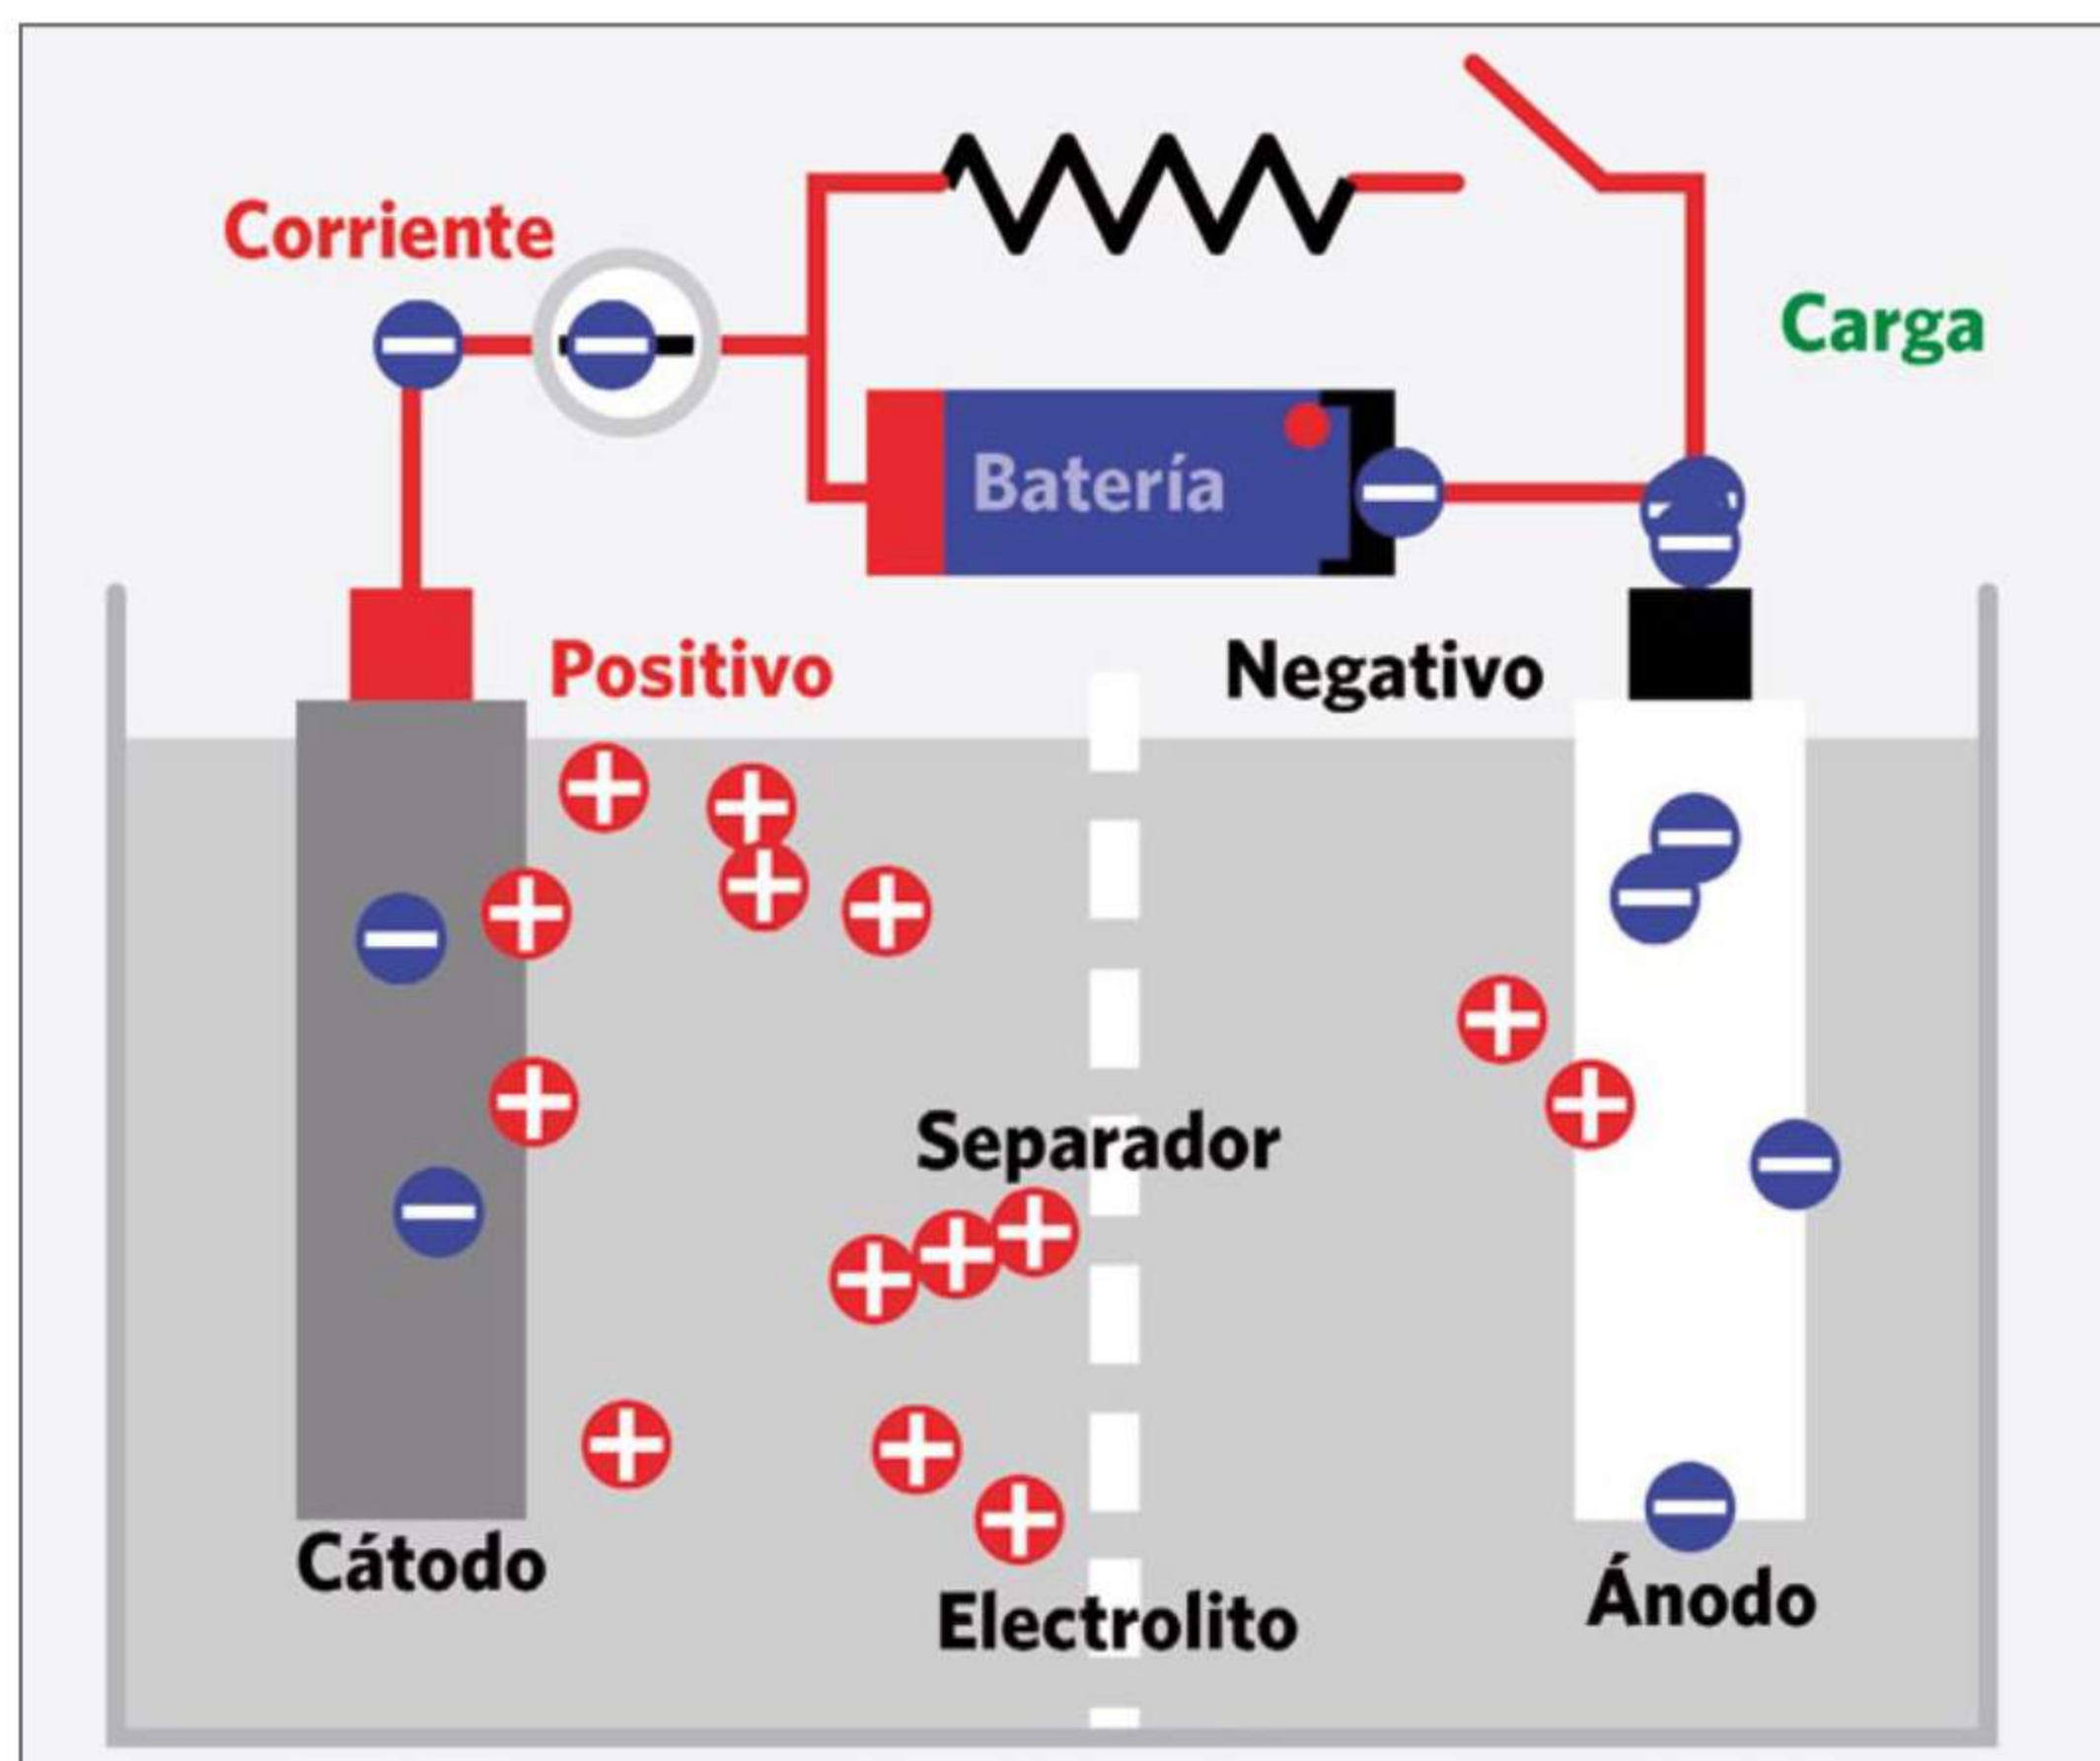 Corriente
Carga
Batería
Positivo
Negativo
Separador
Cátodo
Electrolito
Ánodo